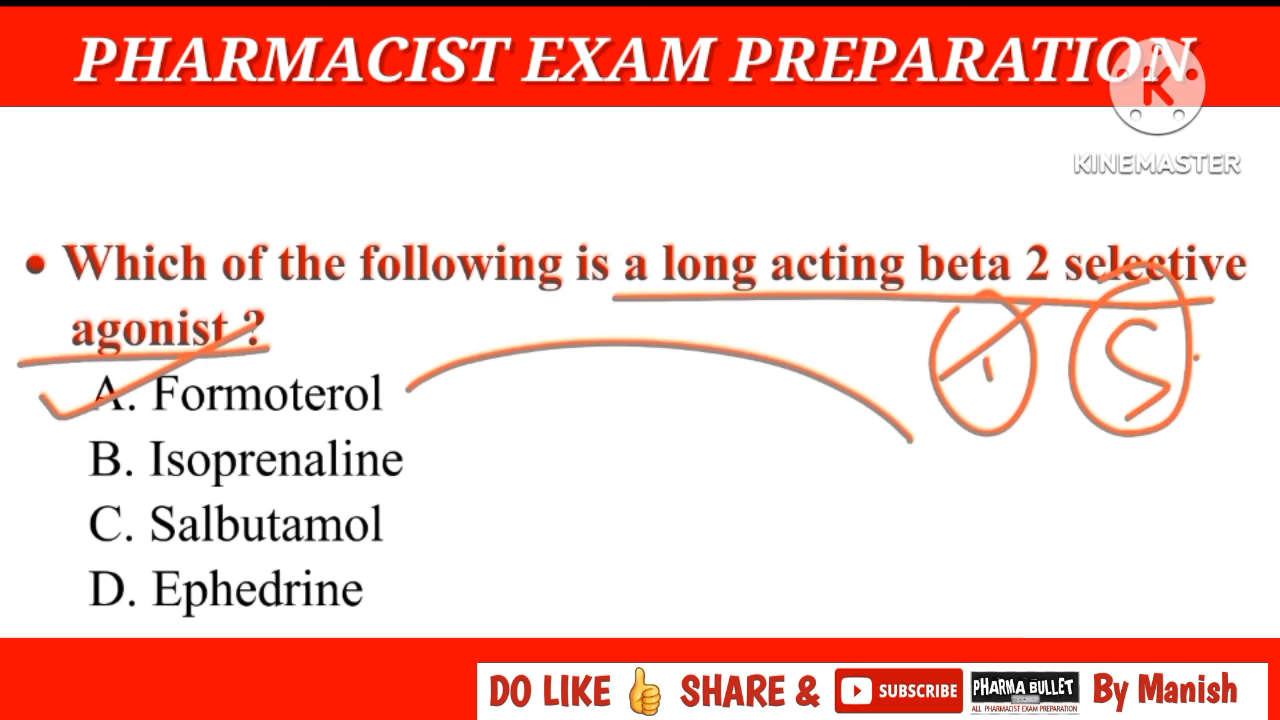 PHARMACIST EXAM PREPARATION
K
KINEMASTER
• Which of the following is a long acting beta 2 selective
agonist ?
A. Formoterol
B. Isoprenaline
C. Salbutamol
D. Ephedrine
S
DO LIKE 👍 SHARE & SUBSCRIBE PHARMA BULLET By Manish
ALL PHARMACIST EXAM PREPARATION